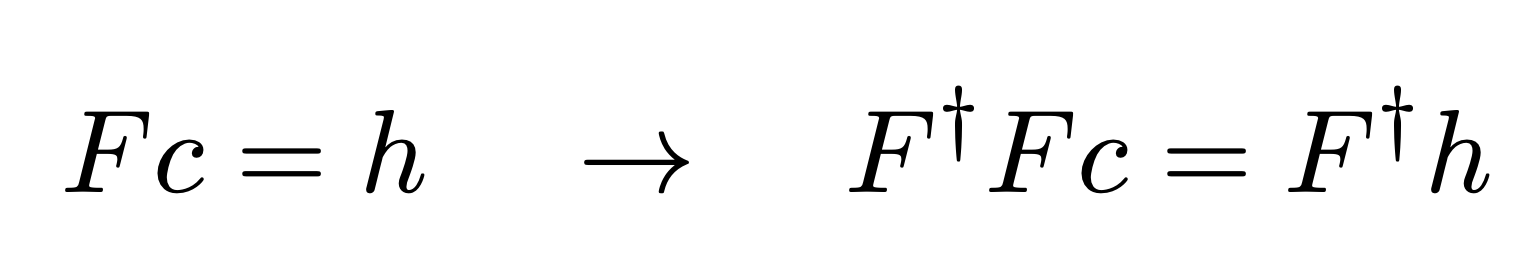 Fc = h → F†Fc = F†h